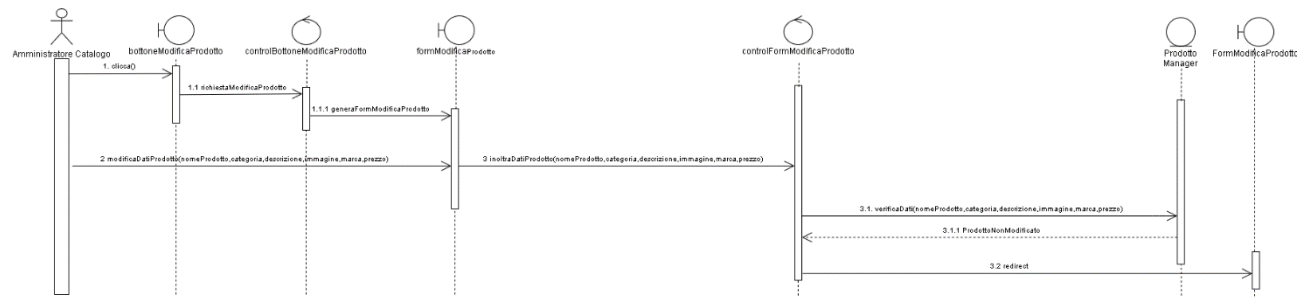 Amministratore Catalogo
bottoneModificaProdotto
controlBottoneModificaProdotto
formModificaProdotto
controlFormModificaProdotto
Prodotto
Manager
FormModificaProdotto
1. clicca()
1.1 richiestaModificaProdotto
1.1.1 generaFormModificaProdotto
2 modificaDatiProdotto(nomeProdotto,categoria,descrizione,immagine,marca,prezzo)
3 inoltraDatiProdotto(nomeProdotto,categoria,descrizione,immagine,marca,prezzo)
3.1. verificaDati(nomeProdotto,categoria,descrizione,immagine,marca,prezzo)
3.1.1 ProdottoNonModificato
3.2 redirect